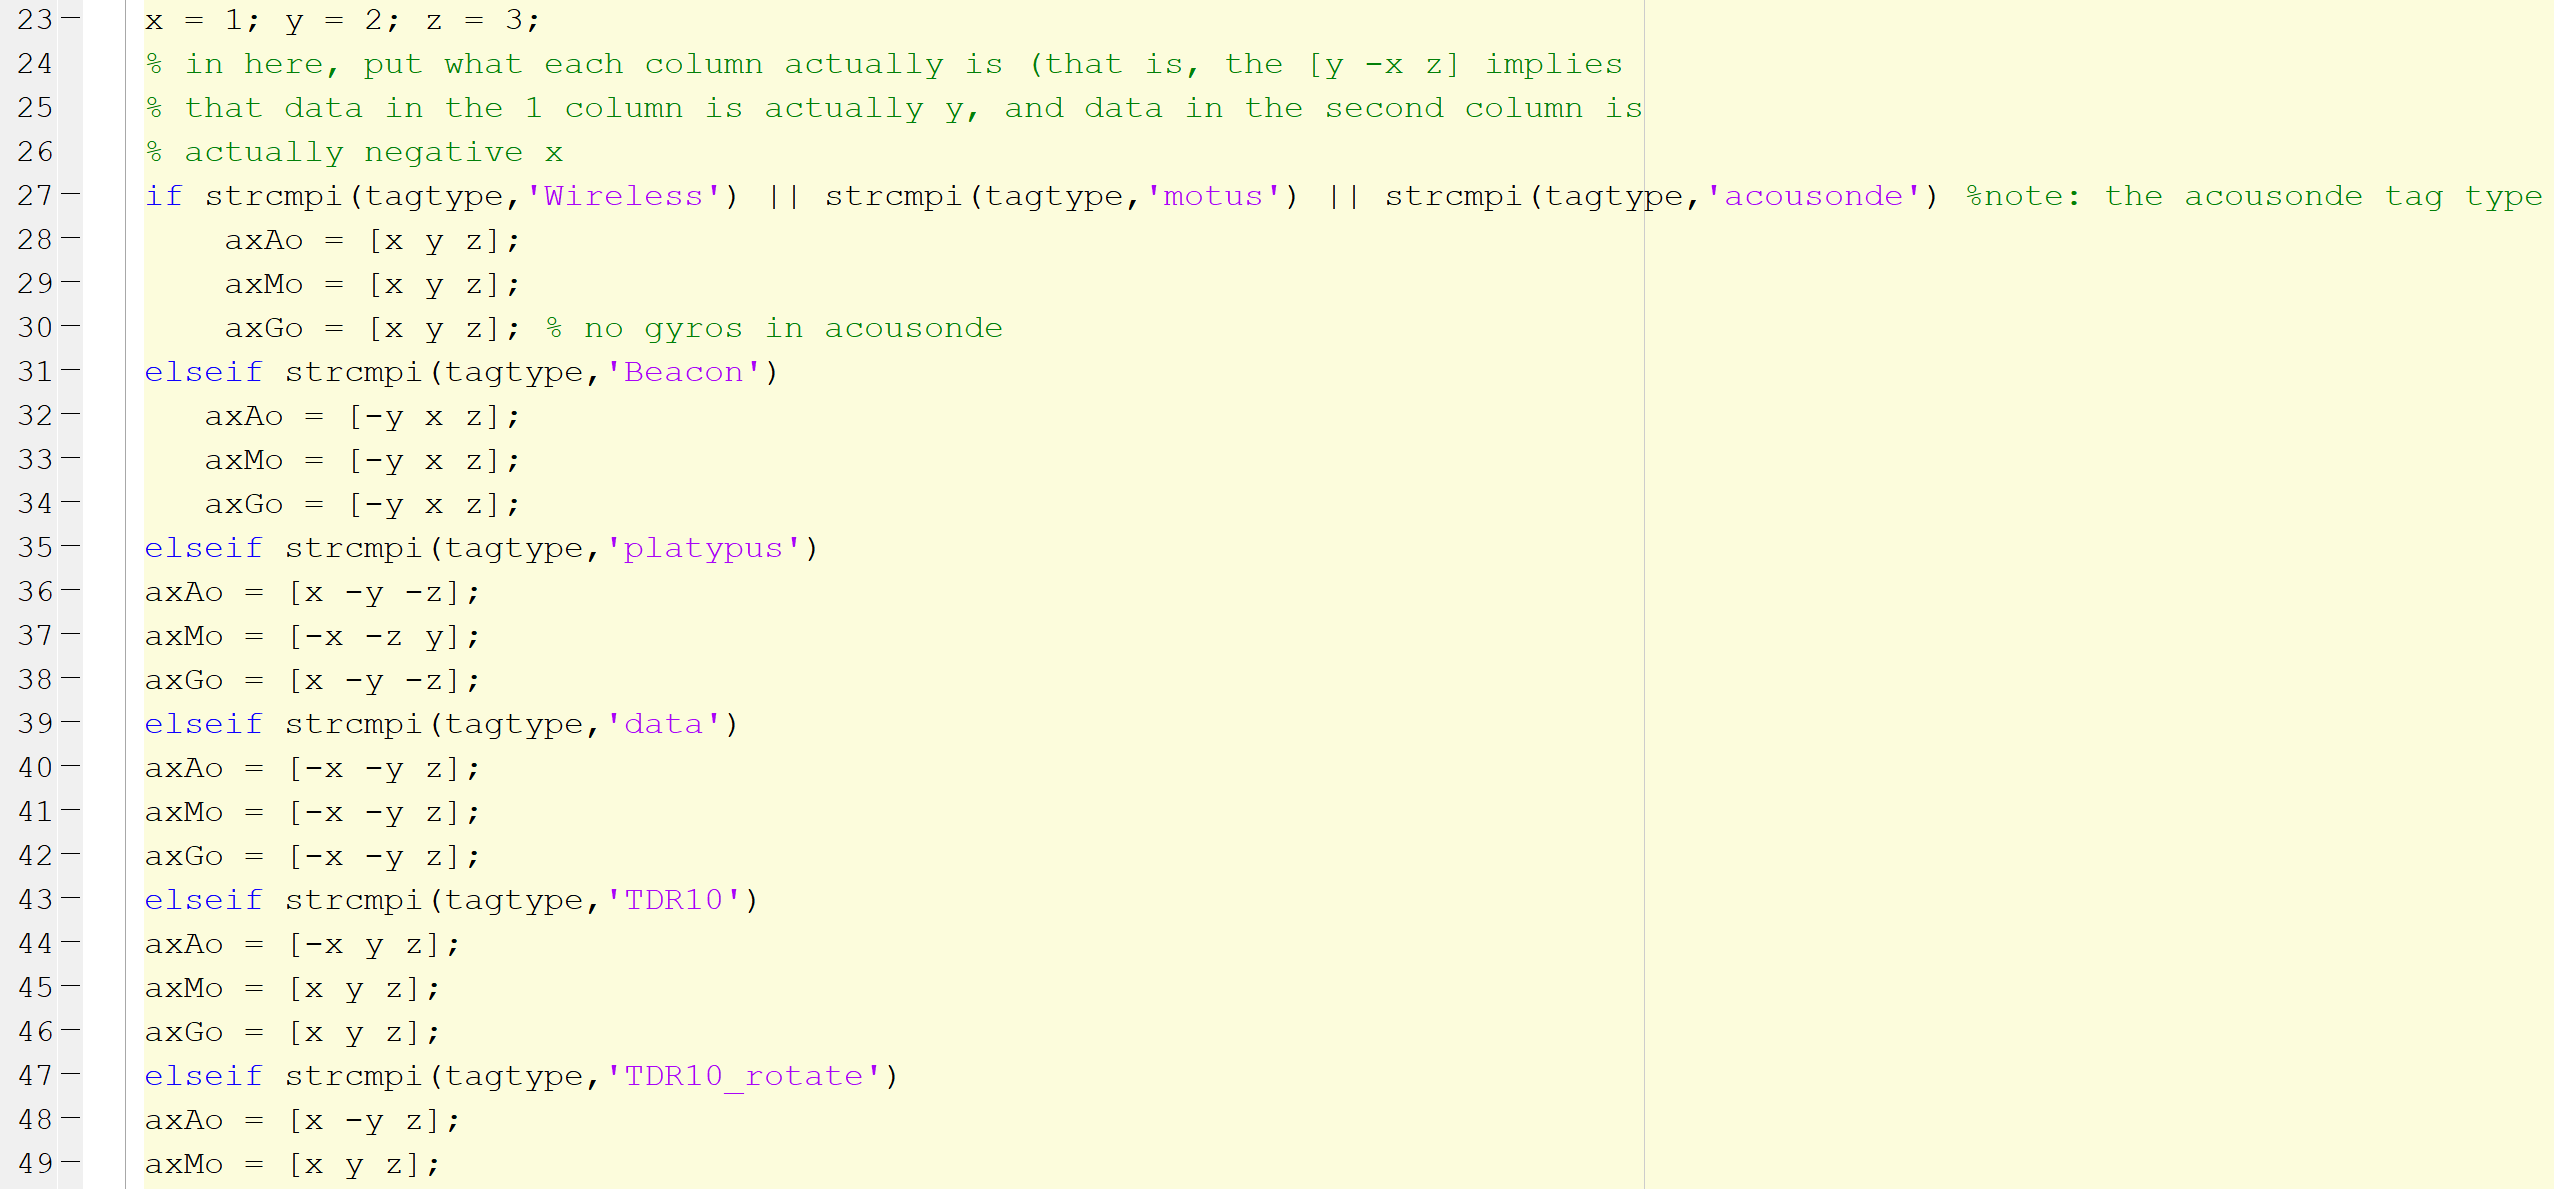 23 x = 1; y = 2; z = 3;
24 % in here, put what each column actually is (that is, the [y -x z] implies
25 % that data in the 1 column is actually y, and data in the second column is
26 % actually negative x
27 if strcmpi(tagtype,'Wireless') || strcmpi(tagtype,'motus') || strcmpi(tagtype,'acousonde') %note: the acousonde tag type
28 axAo = [x y z];
29 axMo = [x y z];
30 axGo = [x y z]; % no gyros in acousonde
31 elseif strcmpi(tagtype,'Beacon')
32 axAo = [-y x z];
33 axMo = [-y x z];
34 axGo = [-y x z];
35 elseif strcmpi(tagtype,'platypus')
36 axAo = [x -y -z];
37 axMo = [-x -z y];
38 axGo = [x -y -z];
39 elseif strcmpi(tagtype,'data')
40 axAo = [-x -y z];
41 axMo = [-x -y z];
42 axGo = [-x -y z];
43 elseif strcmpi(tagtype,'TDR10')
44 axAo = [-x y z];
45 axMo = [x y z];
46 axGo = [x y z];
47 elseif strcmpi(tagtype,'TDR10_rotate')
48 axAo = [x -y z];
49 axMo = [x y z];